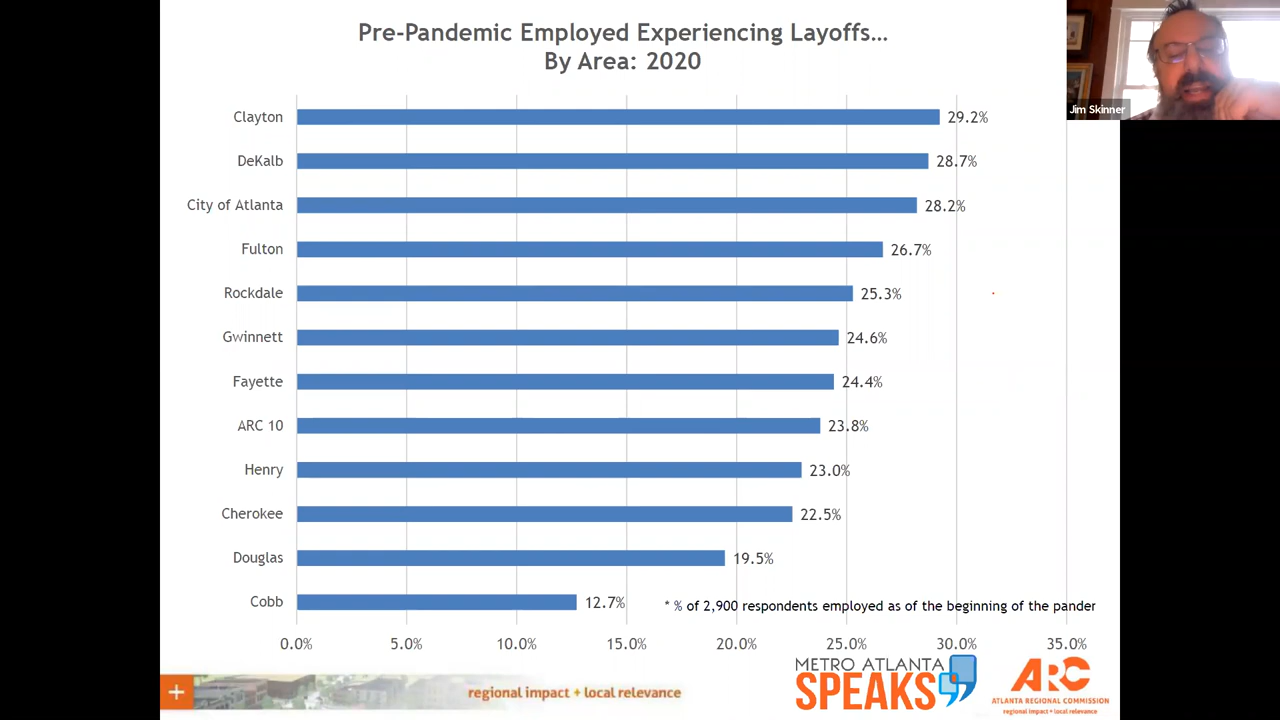 Pre-Pandemic Employed Experiencing Layoffs…
By Area: 2020
Jim Skinner
Clayton 29.2%
DeKalb 28.7%
City of Atlanta 28.2%
Fulton 26.7%
Rockdale 25.3%
Gwinnett 24.6%
Fayette 24.4%
ARC 10 23.8%
Henry 23.0%
Cherokee 22.5%
Douglas 19.5%
Cobb 12.7%
* % of 2,900 respondents employed as of the beginning of the pander
0.0% 5.0% 10.0% 15.0% 20.0% 25.0% 30.0% 35.0%
+ regional impact + local relevance
METRO ATLANTA
SPEAKS
ARC
ATLANTA REGIONAL COMMISSION
regional impact + local relevance